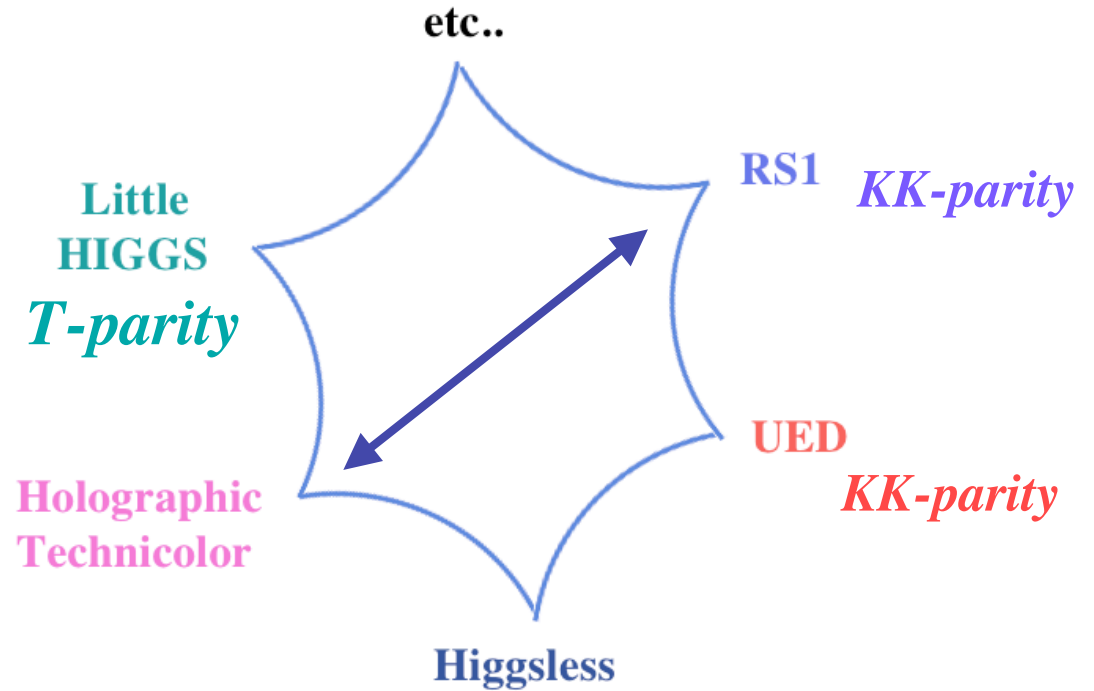 etc..
RS1
KK-parity
Little
HIGGS
T-parity
UED
KK-parity
Holographic
Technicolor
Higgsless